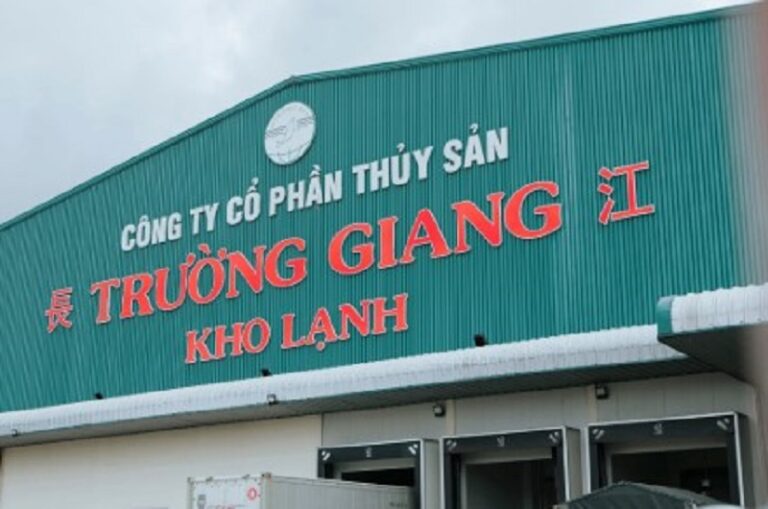 CÔNG TY CỔ PHẦN THỦY SẢN
長 TRƯỜNG GIANG 江
KHO LẠNH